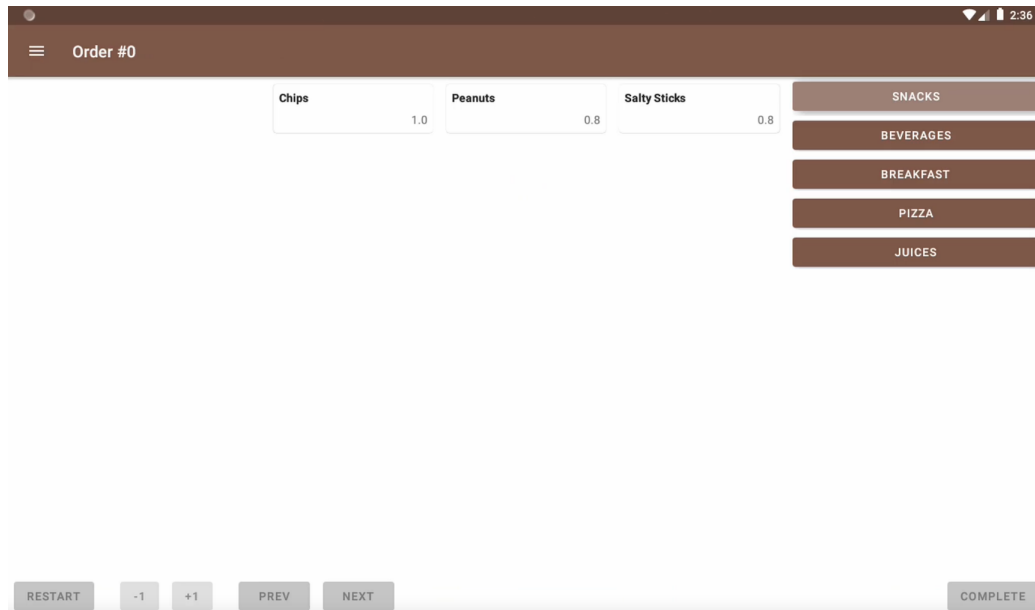 2:36
Order #0
Chips
1.0
Peanuts
0.8
Salty Sticks
0.8
SNACKS
BEVERAGES
BREAKFAST
PIZZA
JUICES
RESTART
-1
+1
PREV
NEXT
COMPLETE